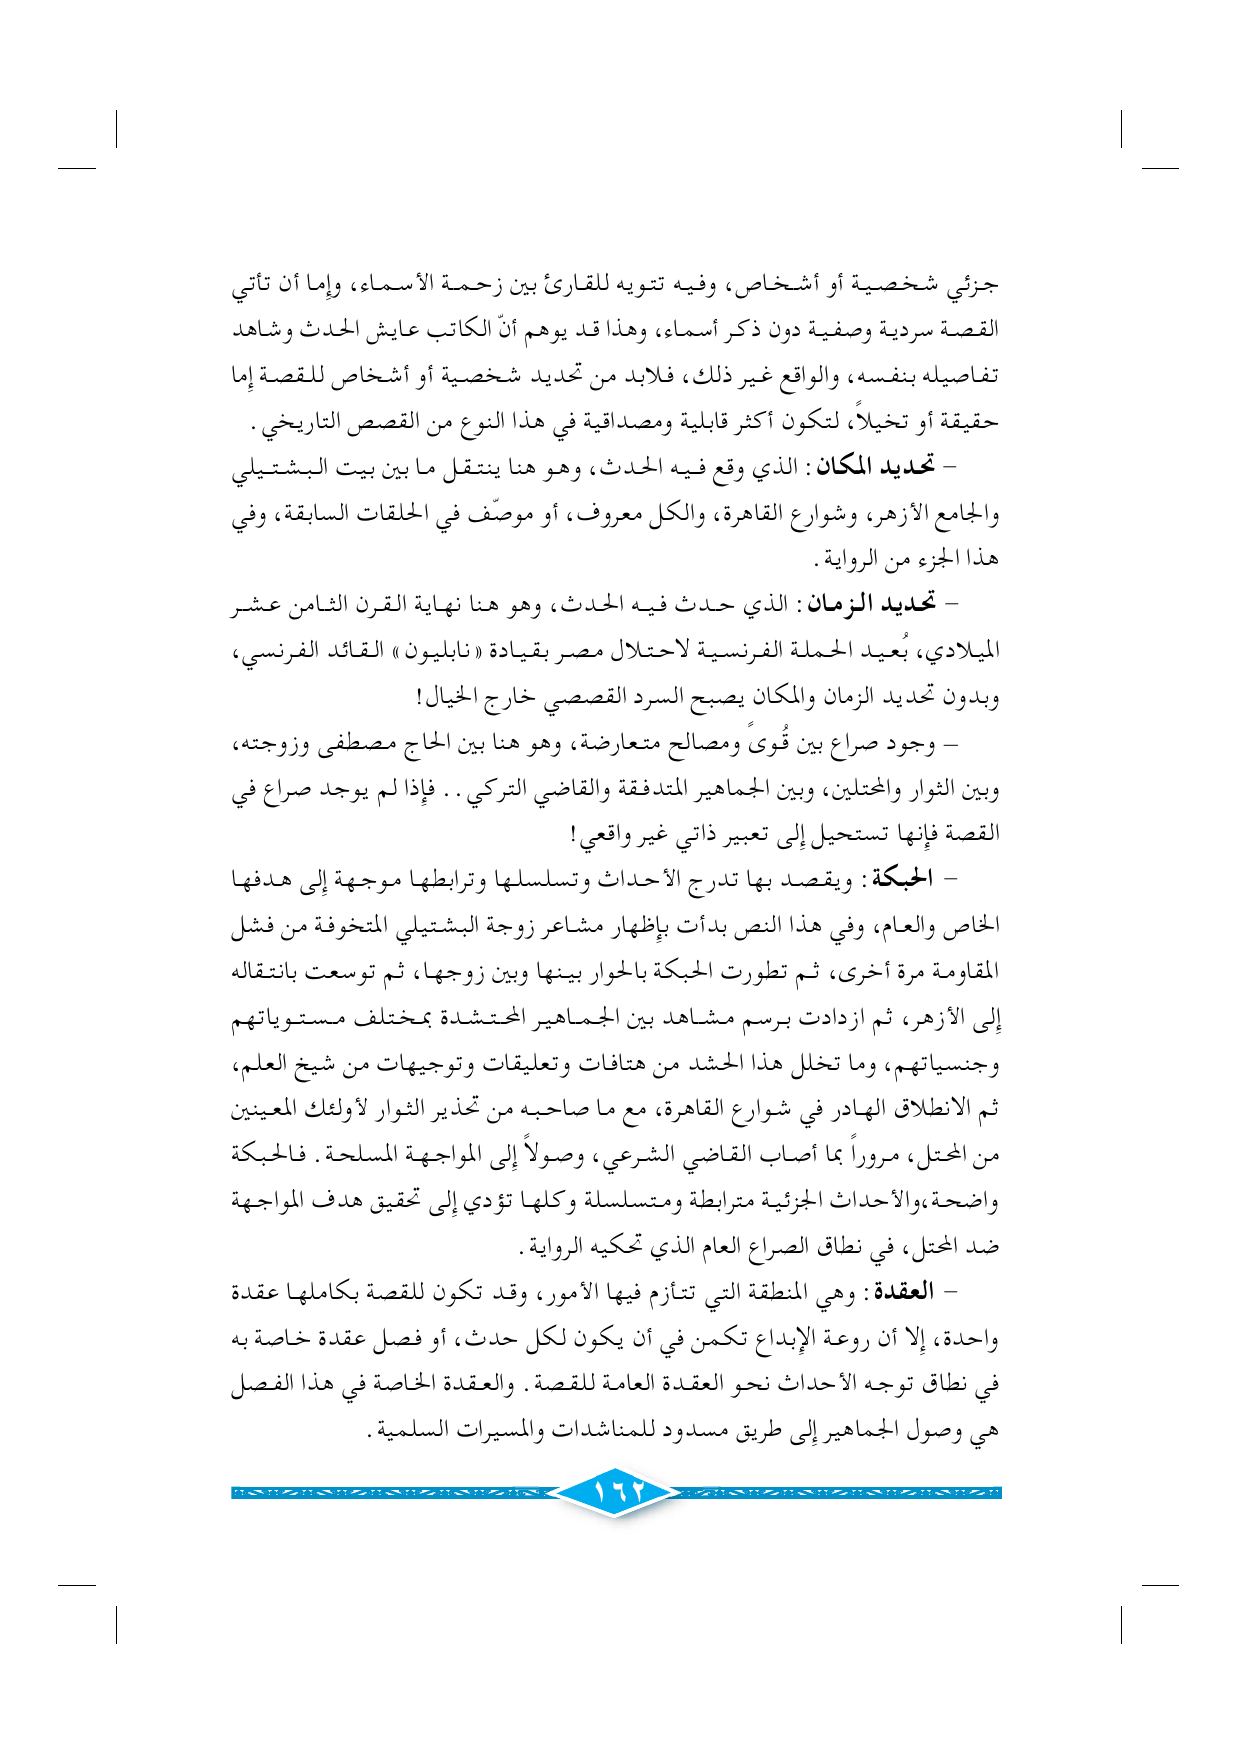 جزئي شخصية أو أشخاص، وفيه تتويه للقارئ بين زحمة الأسماء، وإما أن تأتي
القصة سردية وصفية دون ذكر أسماء، وهذا قد يوهم أنّ الكاتب عايش الحدث وشاهد
تفاصيله بنفسه، والواقع غير ذلك، فلابد من تحديد شخصية أو أشخاص للقصة إما
حقيقة أو تخيلاً، لتكون أكثر قابلية ومصداقية في هذا النوع من القصص التاريخي.
– تحديد المكان: الذي وقع فيه الحدث، وهو هنا ينتقل ما بين بيت البشتيلي
والجامع الأزهر، وشوارع القاهرة، والكل معروف، أو موصّف في الحلقات السابقة، وفي
هذا الجزء من الرواية.
– تحديد الزمان: الذي حدث فيه الحدث، وهو هنا نهاية القرن الثامن عشر
الميلادي، بُعيد الحملة الفرنسية لاحتلال مصر بقيادة «نابليون» القائد الفرنسي،
وبدون تحديد الزمان والمكان يصبح السرد القصصي خارج الخيال!
– وجود صراع بين قُوىً ومصالح متعارضة، وهو هنا بين الحاج مصطفى وزوجته،
وبين الثوار والمحتلين، وبين الجماهير المتدفقة والقاضي التركي.. فإذا لم يوجد صراع في
القصة فإنها تستحيل إلى تعبير ذاتي غير واقعي!
– الحبكة: ويقصد بها تدرج الأحداث وتسلسلها وترابطها موجهة إلى هدفها
الخاص والعام، وفي هذا النص بدأت بإظهار مشاعر زوجة البشتيلي المتخوفة من فشل
المقاومة مرة أخرى، ثم تطورت الحبكة بالحوار بينها وبين زوجها، ثم توسعت بانتقاله
إلى الأزهر، ثم ازدادت برسم مشاهد بين الجماهير المحتشدة بمختلف مستوياتهم
وجنسياتهم، وما تخلل هذا الحشد من هتافات وتعليقات وتوجيهات من شيخ العلم،
ثم الانطلاق الهادر في شوارع القاهرة، مع ما صاحبه من تحذير الثوار لأولئك المعينين
من المحتل، مروراً بما أصاب القاضي الشرعي، وصولاً إلى المواجهة المسلحة. فالحبكة
واضحة،والأحداث الجزئية مترابطة ومتسلسلة وكلها تؤدي إلى تحقيق هدف المواجهة
ضد المحتل، في نطاق الصراع العام الذي تحكيه الرواية.
– العقدة: وهي المنطقة التي تتأزم فيها الأمور، وقد تكون للقصة بكاملها عقدة
واحدة، إلا أن روعة الإبداع تكمن في أن يكون لكل حدث، أو فصل عقدة خاصة به
في نطاق توجه الأحداث نحو العقدة العامة للقصة. والعقدة الخاصة في هذا الفصل
هي وصول الجماهير إلى طريق مسدود للمناشدات والمسيرات السلمية.
١٦٢